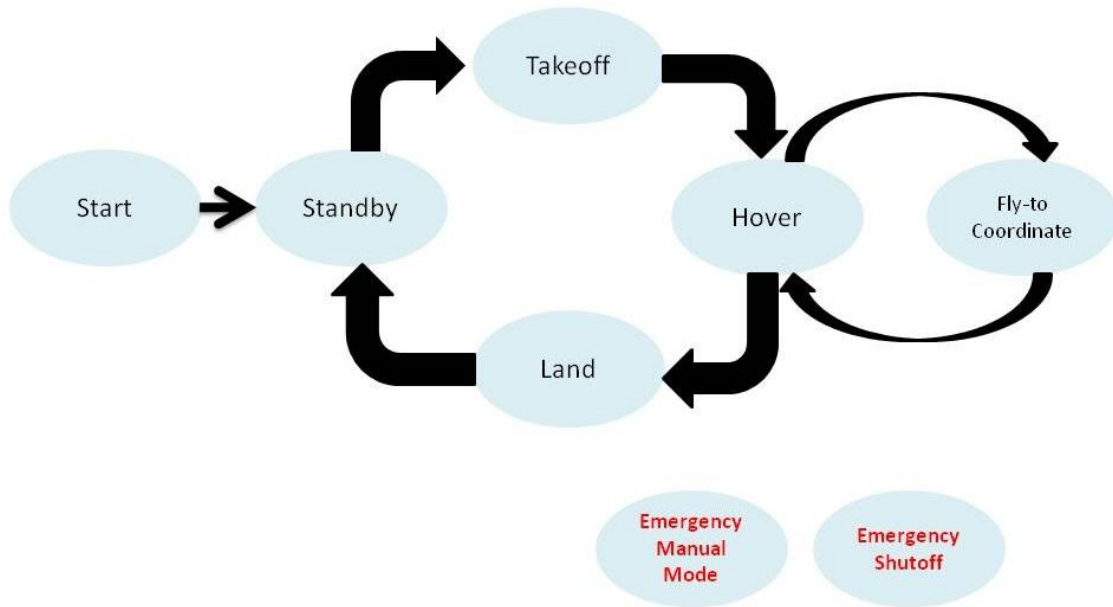 Takeoff
Start
Standby
Hover
Fly-to
Coordinate
Land
Emergency
Manual
Mode
Emergency
Shutoff